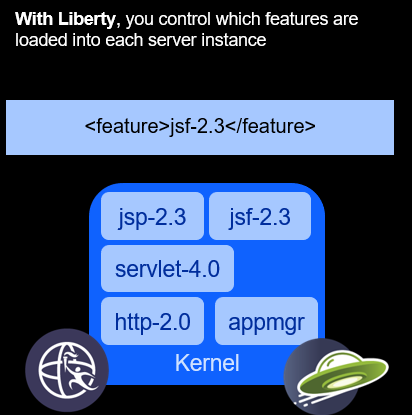 With Liberty, you control which features are
loaded into each server instance
<feature>jsf-2.3</feature>
jsp-2.3 jsf-2.3
servlet-4.0
http-2.0 appmgr
Kernel